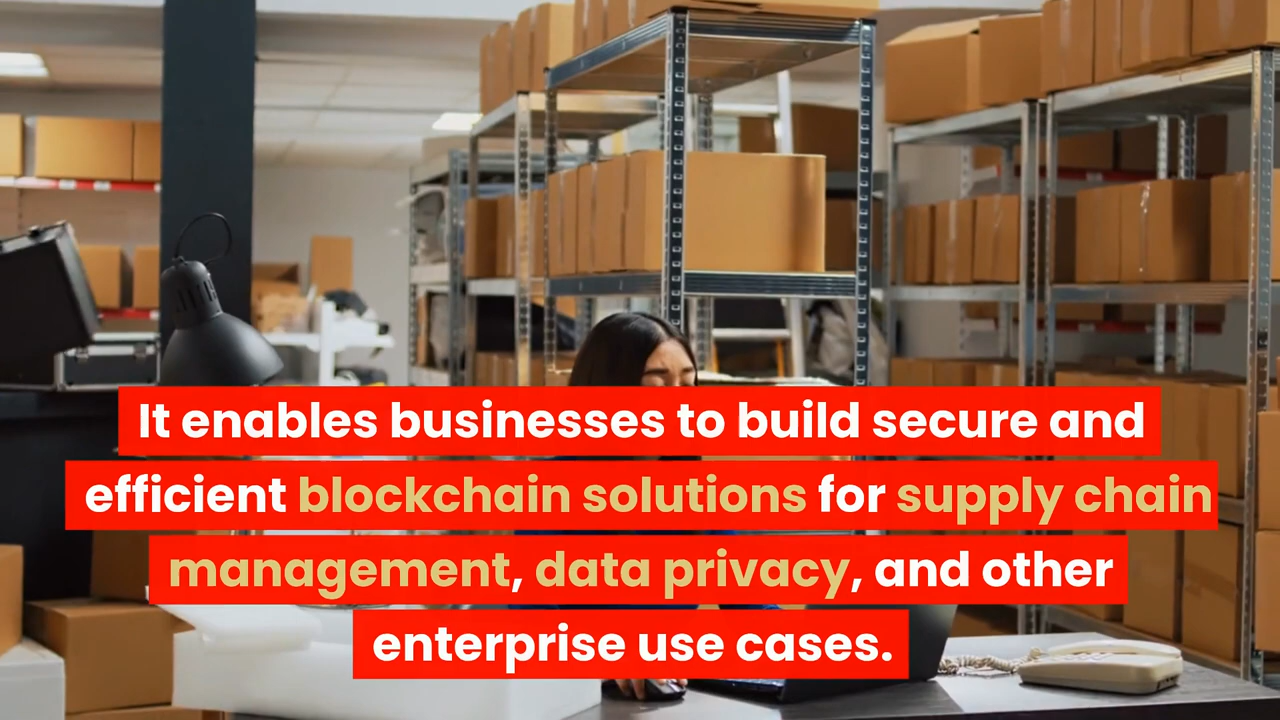 It enables businesses to build secure and
efficient blockchain solutions for supply chain
management, data privacy, and other
enterprise use cases.